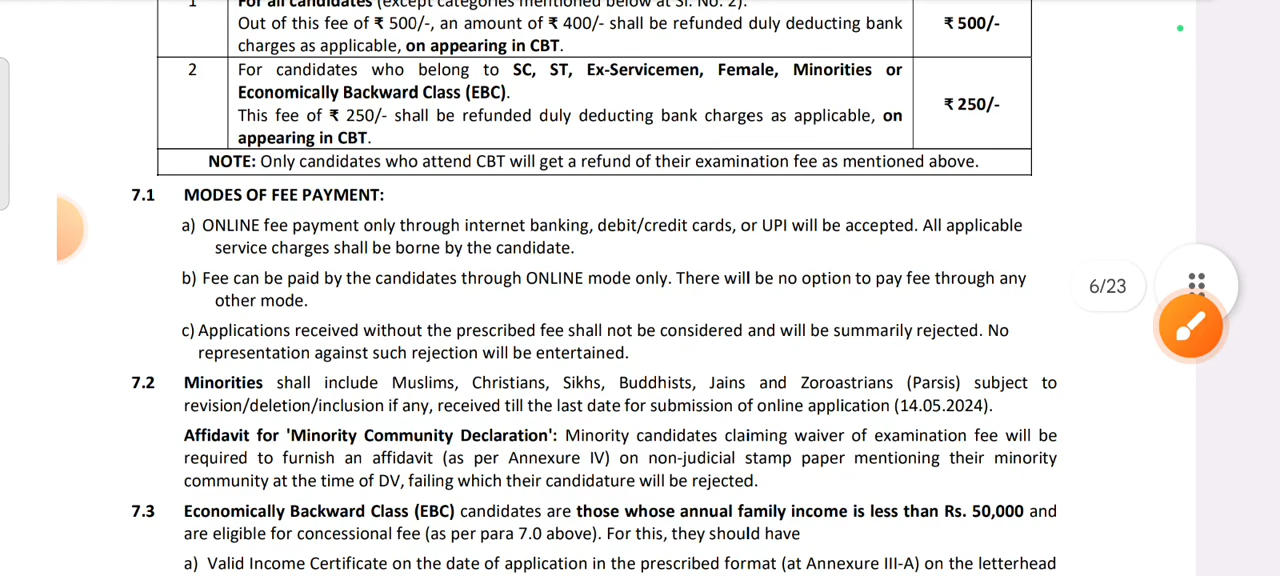 1 For all candidates (except categories mentioned below at Sl. No. 2):
Out of this fee of ₹ 500/-, an amount of ₹ 400/- shall be refunded duly deducting bank ₹ 500/-
charges as applicable, on appearing in CBT.
2 For candidates who belong to SC, ST, Ex-Servicemen, Female, Minorities or
Economically Backward Class (EBC).
₹ 250/-
This fee of ₹ 250/- shall be refunded duly deducting bank charges as applicable, on
appearing in CBT.
NOTE: Only candidates who attend CBT will get a refund of their examination fee as mentioned above.
7.1 MODES OF FEE PAYMENT:
a) ONLINE fee payment only through internet banking, debit/credit cards, or UPI will be accepted. All applicable
service charges shall be borne by the candidate.
b) Fee can be paid by the candidates through ONLINE mode only. There will be no option to pay fee through any
other mode.
6/23
c) Applications received without the prescribed fee shall not be considered and will be summarily rejected. No
representation against such rejection will be entertained.
7.2 Minorities shall include Muslims, Christians, Sikhs, Buddhists, Jains and Zoroastrians (Parsis) subject to
revision/deletion/inclusion if any, received till the last date for submission of online application (14.05.2024).
Affidavit for 'Minority Community Declaration': Minority candidates claiming waiver of examination fee will be
required to furnish an affidavit (as per Annexure IV) on non-judicial stamp paper mentioning their minority
community at the time of DV, failing which their candidature will be rejected.
7.3 Economically Backward Class (EBC) candidates are those whose annual family income is less than Rs. 50,000 and
are eligible for concessional fee (as per para 7.0 above). For this, they should have
a) Valid Income Certificate on the date of application in the prescribed format (at Annexure III-A) on the letterhead